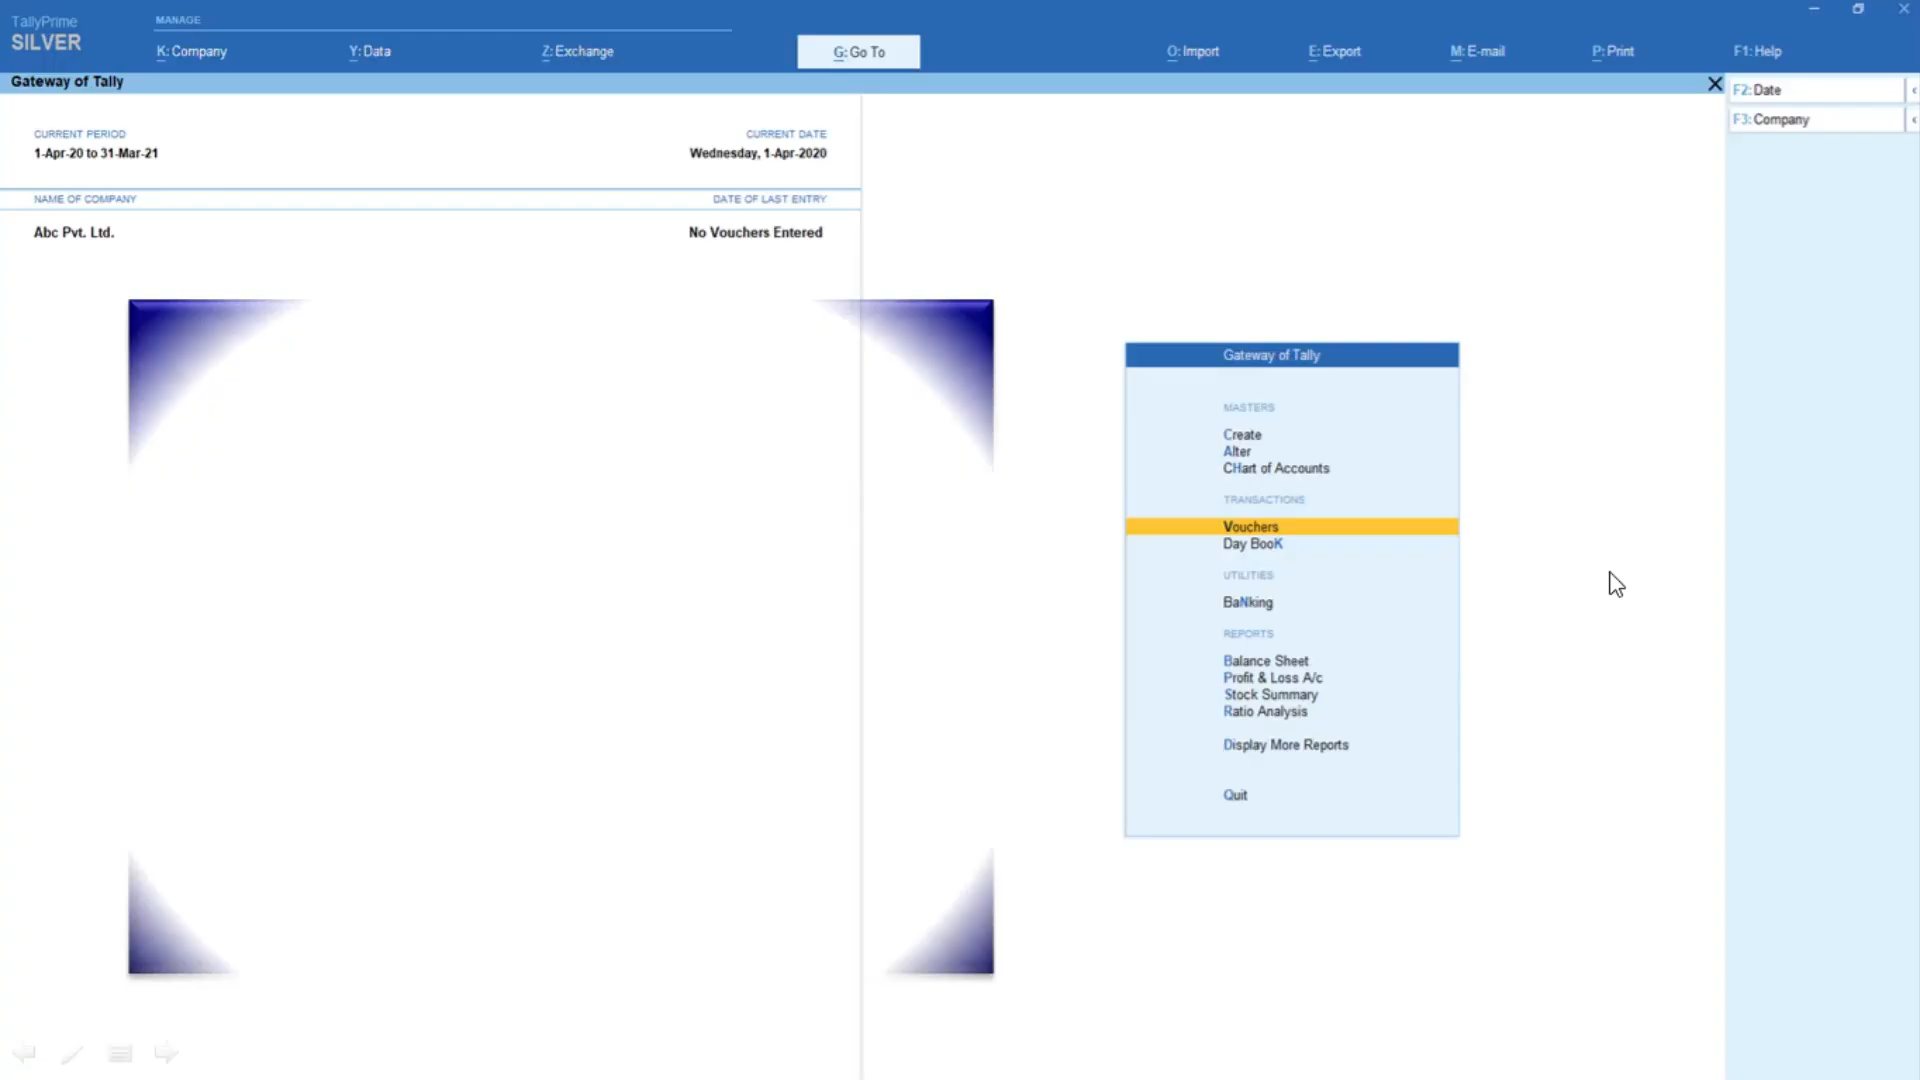 TallyPrime
SILVER
MANAGE
K: Company
Y: Data
Z: Exchange
G: Go To
O: Import
E: Export
M: E-mail
P: Print
F1: Help
Gateway of Tally
F2: Date
F3: Company
CURRENT PERIOD
CURRENT DATE
1-Apr-20 to 31-Mar-21
Wednesday, 1-Apr-2020
NAME OF COMPANY
DATE OF LAST ENTRY
Abc Pvt. Ltd.
No Vouchers Entered
Gateway of Tally
MASTERS
Create
Alter
CHart of Accounts
TRANSACTIONS
Vouchers
Day BooK
UTILITIES
BaNking
REPORTS
Balance Sheet
Profit & Loss A/c
Stock Summary
Ratio Analysis
Display More Reports
Quit